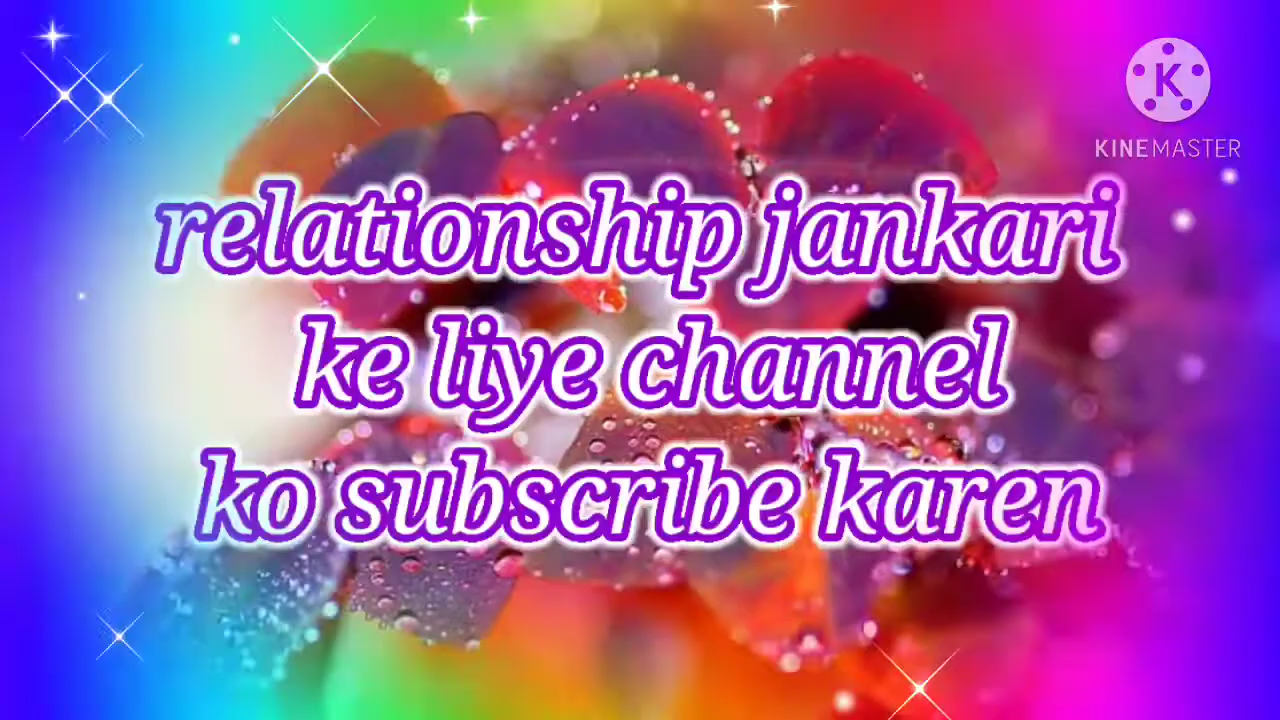 K
KINEMASTER
relationship jankari
ke liye channel
ko subscribe karen